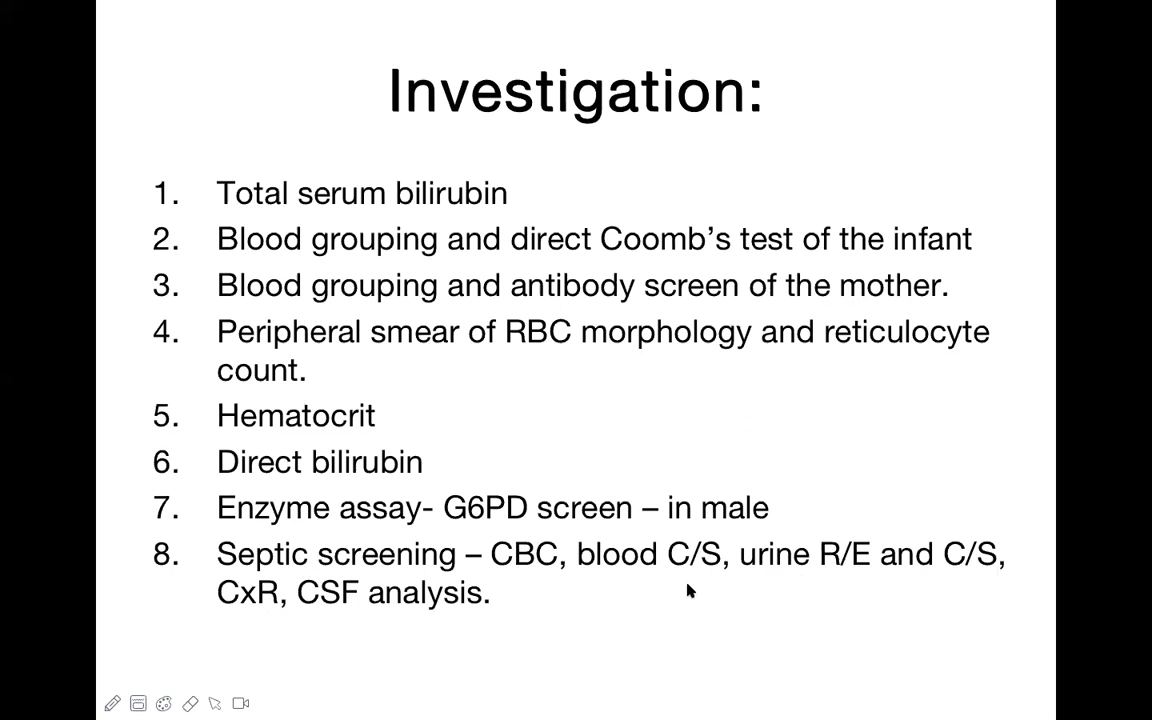 Investigation:
1. Total serum bilirubin
2. Blood grouping and direct Coomb’s test of the infant
3. Blood grouping and antibody screen of the mother.
4. Peripheral smear of RBC morphology and reticulocyte
count.
5. Hematocrit
6. Direct bilirubin
7. Enzyme assay- G6PD screen – in male
8. Septic screening – CBC, blood C/S, urine R/E and C/S,
CxR, CSF analysis.